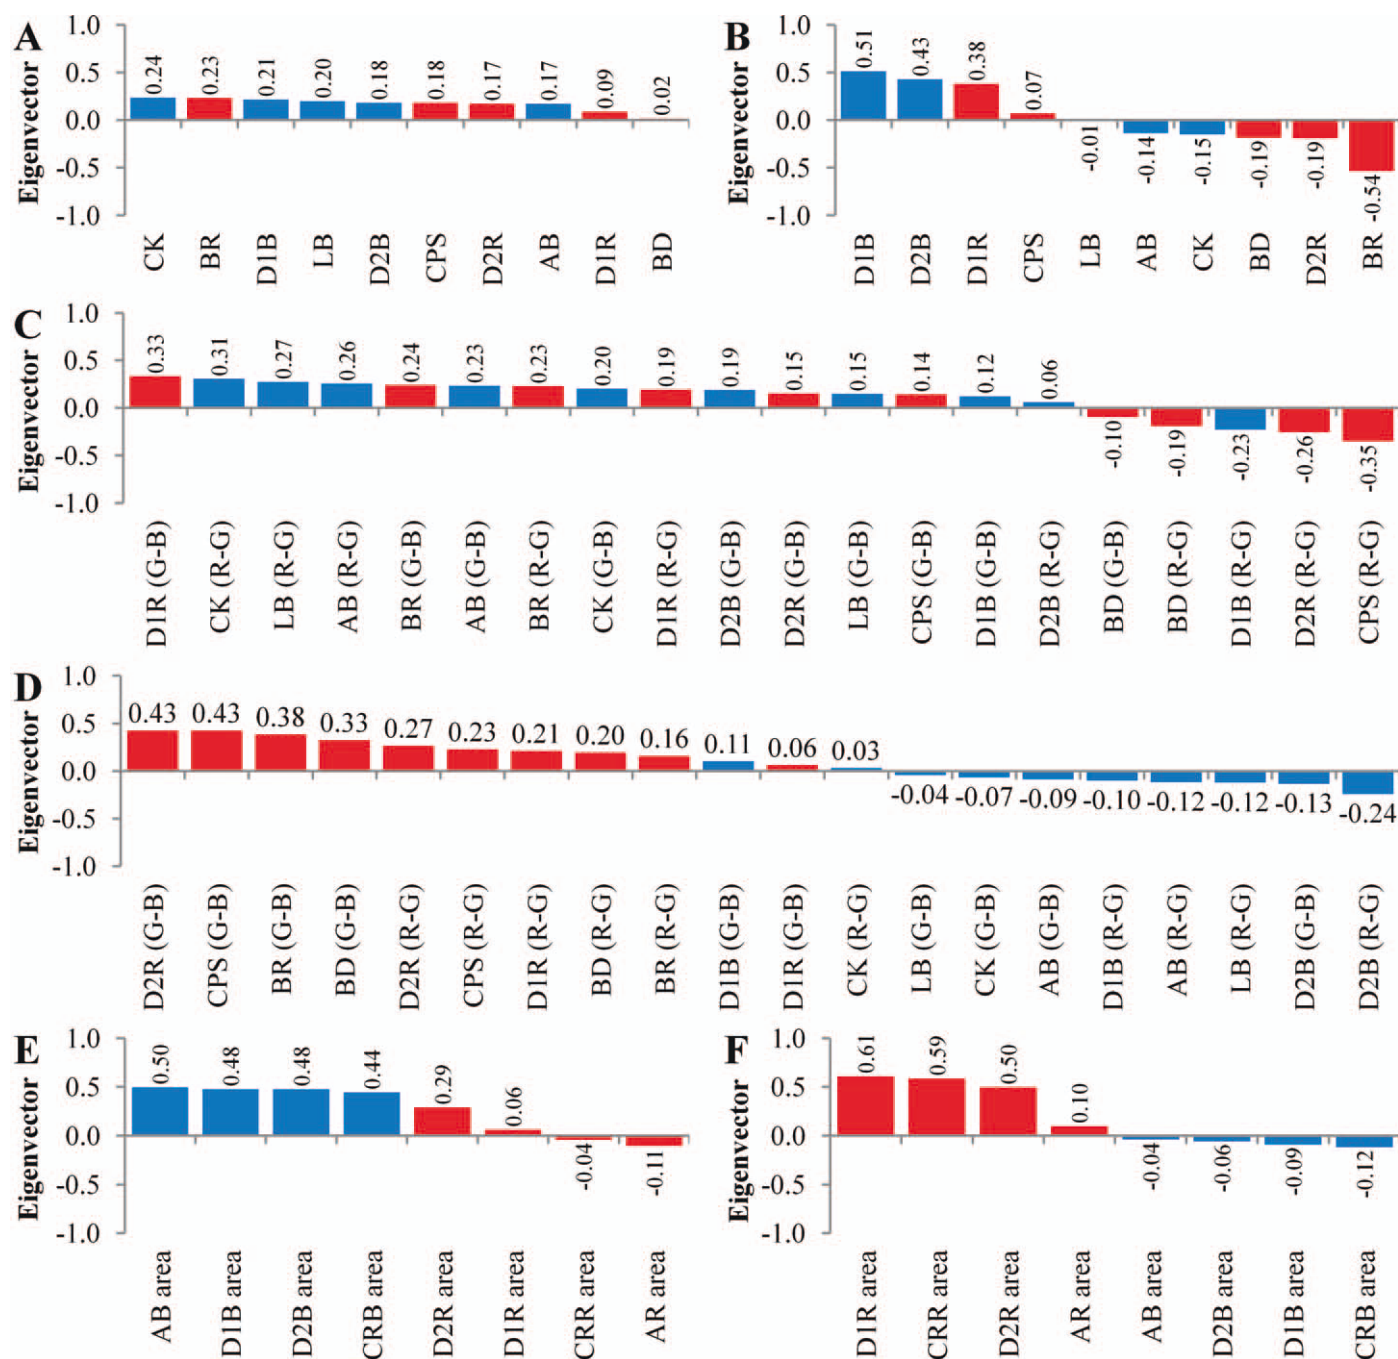 A
Eigenvector
1.0
0.5
0.0
-0.5
-1.0
0.24 0.23 0.21 0.20 0.18 0.18 0.17 0.17 0.09 0.02
CK BR D1B LB D2B CPS D2R AB D1R BD
B
Eigenvector
1.0
0.5
0.0
-0.5
-1.0
0.51 0.43 0.38 0.07 -0.01 -0.14 -0.15 -0.19 -0.19 -0.54
D1B D2B D1R CPS LB AB CK BD D2R BR
C
Eigenvector
1.0
0.5
0.0
-0.5
-1.0
0.33 0.31 0.27 0.26 0.24 0.23 0.23 0.20 0.19 0.19 0.15 0.15 0.14 0.12 0.06 -0.10 -0.19 -0.23 -0.26 -0.35
D1R (G-B) CK (R-G) LB (R-G) AB (R-G) BR (G-B) AB (G-B) BR (R-G) CK (G-B) D1R (R-G) D2B (G-B) D2R (G-B) LB (G-B) CPS (G-B) D1B (G-B) D2B (R-G) BD (G-B) BD (R-G) D1B (R-G) D2R (R-G) CPS (R-G)
D
Eigenvector
1.0
0.5
0.0
-0.5
-1.0
0.43 0.43 0.38 0.33 0.27 0.23 0.21 0.20 0.16 0.11 0.06 0.03 -0.04 -0.07 -0.09 -0.10 -0.12 -0.12 -0.13 -0.24
D2R (G-B) CPS (G-B) BR (G-B) BD (G-B) D2R (R-G) CPS (R-G) D1R (R-G) BD (R-G) BR (R-G) D1B (G-B) D1R (G-B) CK (R-G) LB (G-B) CK (G-B) AB (G-B) D1B (R-G) AB (R-G) LB (R-G) D2B (G-B) D2B (R-G)
E
Eigenvector
1.0
0.5
0.0
-0.5
-1.0
0.50 0.48 0.48 0.44 0.29 0.06 -0.04 -0.11
AB area D1B area D2B area CRB area D2R area D1R area CRR area AR area
F
Eigenvector
1.0
0.5
0.0
-0.5
-1.0
0.61 0.59 0.50 0.10 -0.04 -0.06 -0.09 -0.12
D1R area CRR area D2R area AR area AB area D2B area D1B area CRB area